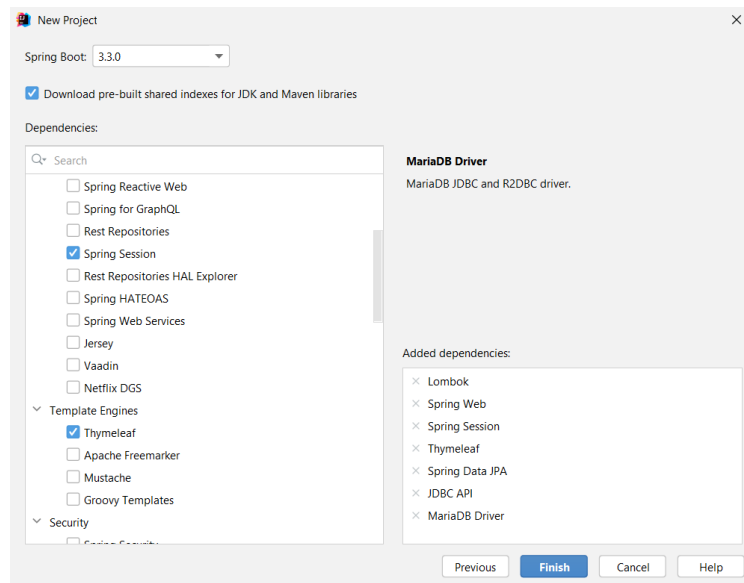 New Project
Spring Boot: 3.3.0
Download pre-built shared indexes for JDK and Maven libraries
Dependencies:
Search
Spring Reactive Web
Spring for GraphQL
Rest Repositories
Spring Session
Rest Repositories HAL Explorer
Spring HATEOAS
Spring Web Services
Jersey
Vaadin
Netflix DGS
Template Engines
Thymeleaf
Apache Freemarker
Mustache
Groovy Templates
Security
Spring Security
MariaDB Driver
MariaDB JDBC and R2DBC driver.
Added dependencies:
Lombok
Spring Web
Spring Session
Thymeleaf
Spring Data JPA
JDBC API
MariaDB Driver
Previous
Finish
Cancel
Help